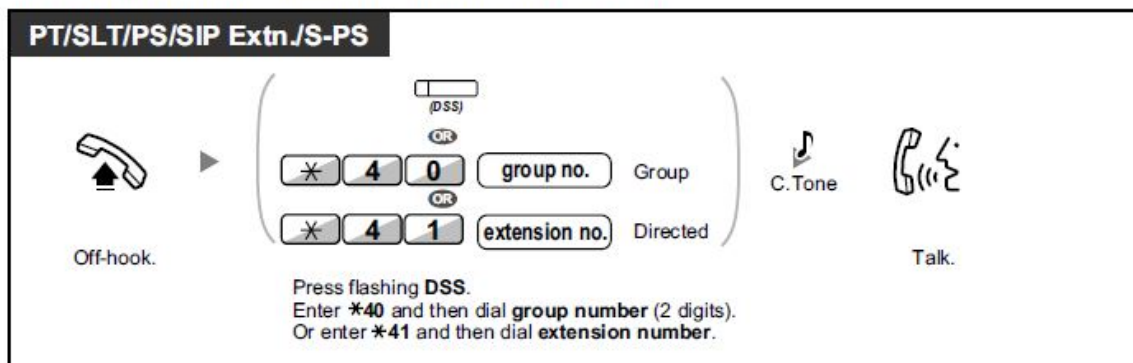 PT/SLT/PS/SIP Extn./S-PS
(DSS)
OR
* 4 0 group no. Group
OR
* 4 1 extension no. Directed
C.Tone
Off-hook.
Talk.
Press flashing DSS.
Enter *40 and then dial group number (2 digits).
Or enter *41 and then dial extension number.